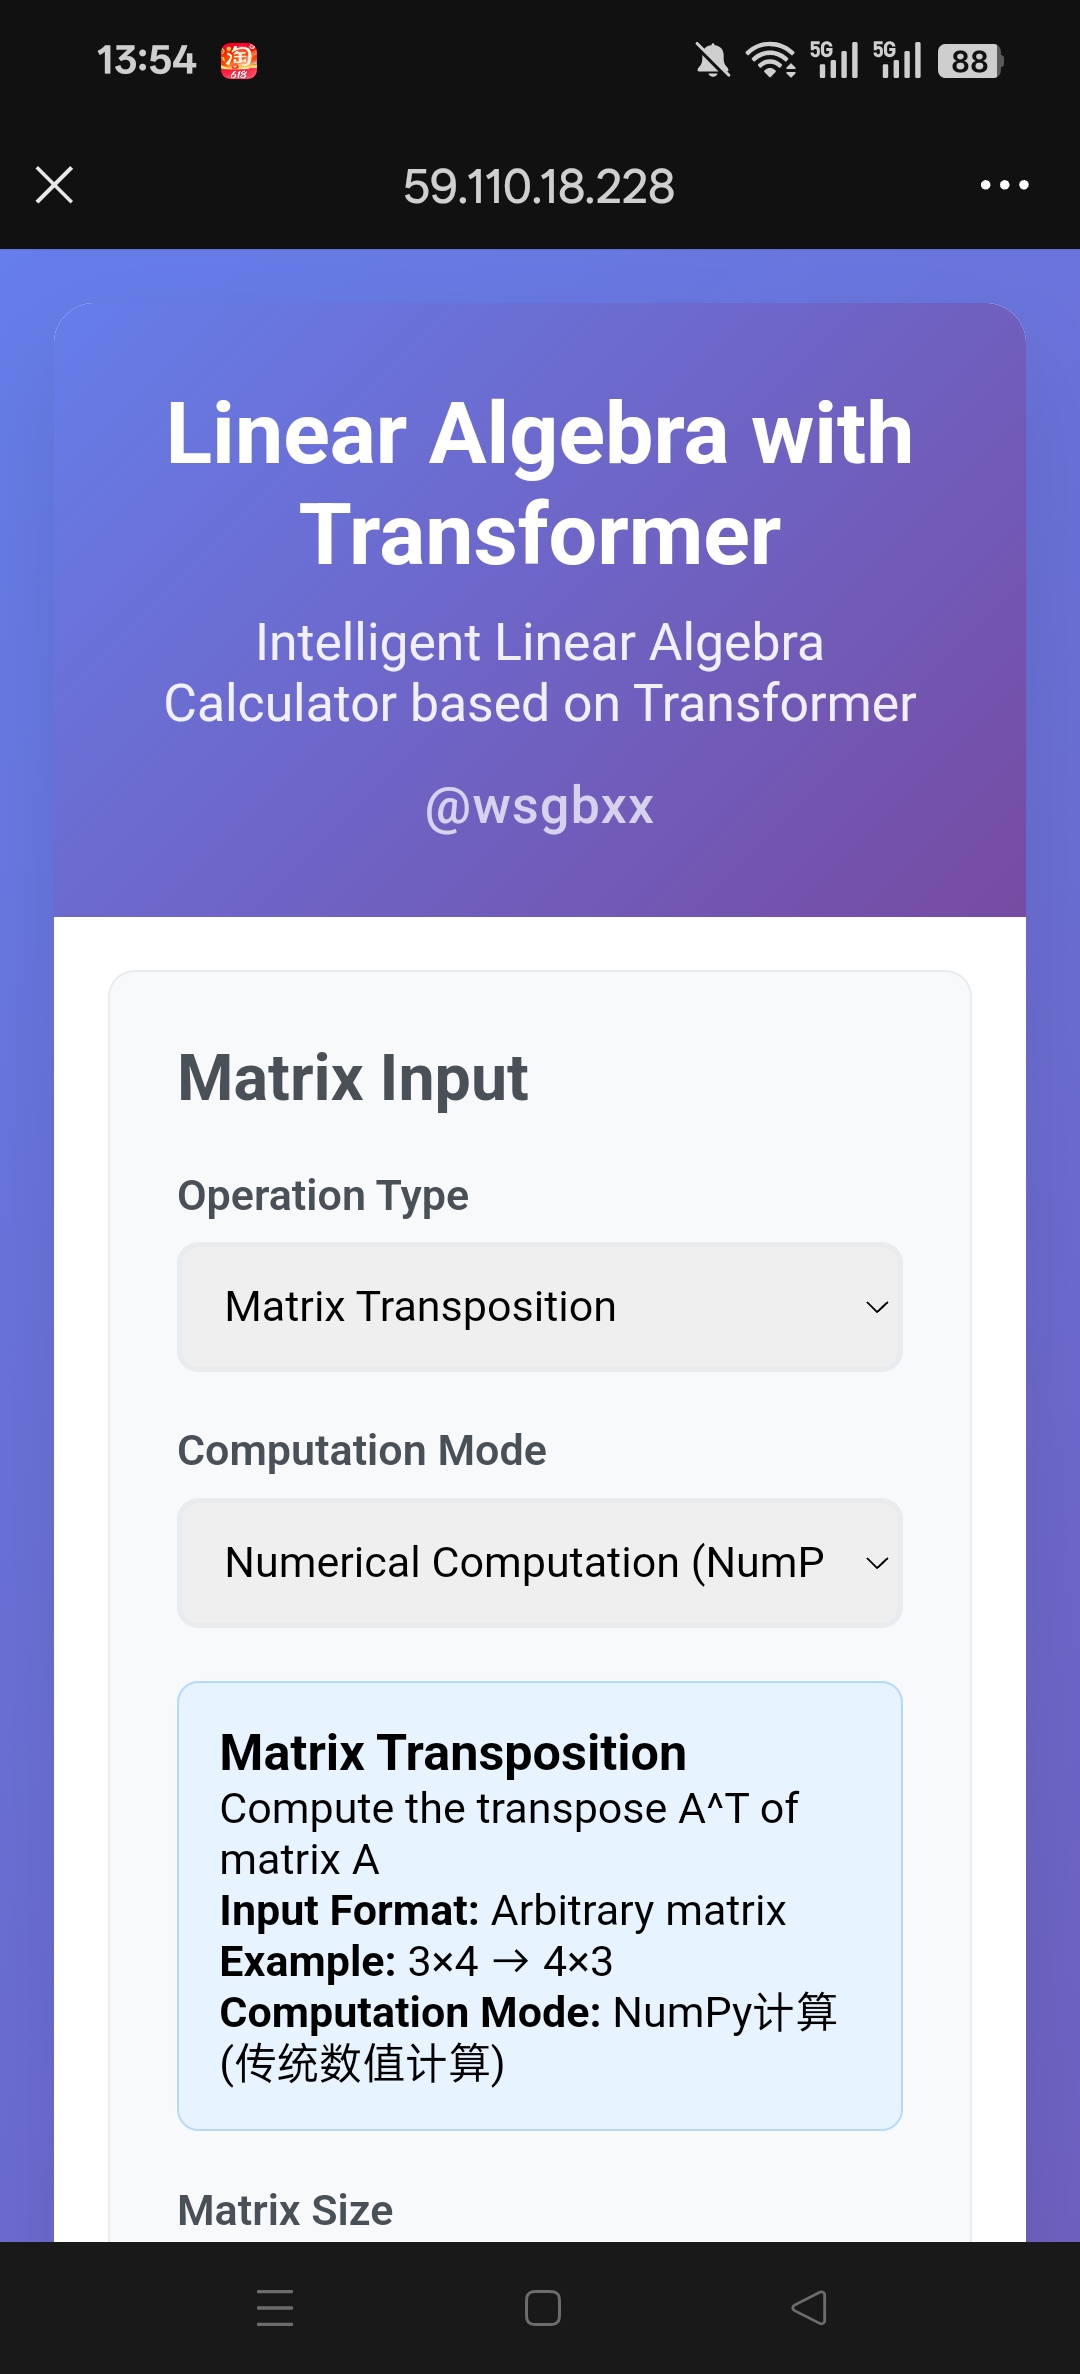 13:54
淘
618
5G
5G
88
59.110.18.228
Linear Algebra with
Transformer
Intelligent Linear Algebra
Calculator based on Transformer
@wsgbxx
Matrix Input
Operation Type
Matrix Transposition
Computation Mode
Numerical Computation (NumP
Matrix Transposition
Compute the transpose A^T of
matrix A
Input Format: Arbitrary matrix
Example: 3×4 → 4×3
Computation Mode: NumPy计算
(传统数值计算)
Matrix Size